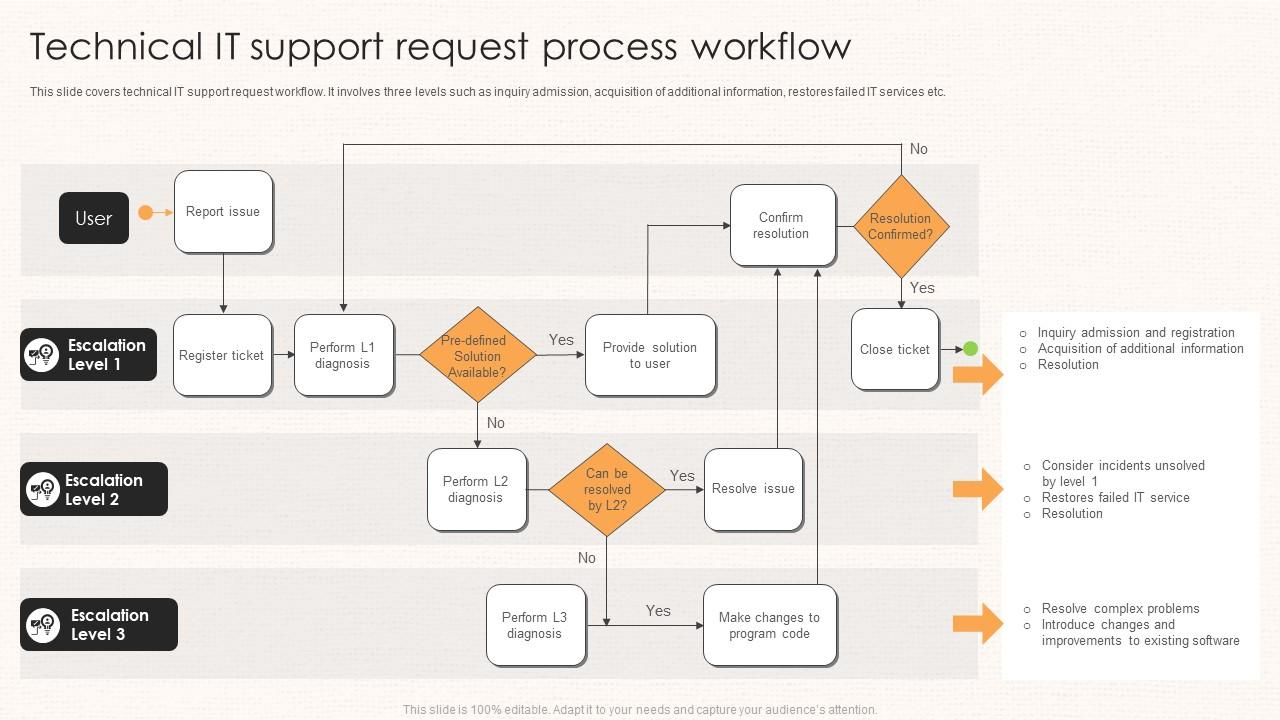 Technical IT support request process workflow
This slide covers technical IT support request workflow. It involves three levels such as inquiry admission, acquisition of additional information, restores failed IT services etc.
No
User
Report issue
Confirm
resolution
Resolution
Confirmed?
Yes
Escalation
Level 1
Register ticket
Perform L1
diagnosis
Pre-defined
Solution
Available?
Yes
Provide solution
to user
Close ticket
Inquiry admission and registration
Acquisition of additional information
Resolution
No
Escalation
Level 2
Perform L2
diagnosis
Can be
resolved
by L2?
Yes
Resolve issue
Consider incidents unsolved
by level 1
Restores failed IT service
Resolution
No
Escalation
Level 3
Perform L3
diagnosis
Yes
Make changes to
program code
Resolve complex problems
Introduce changes and
improvements to existing software
This slide is 100% editable. Adapt it to your needs and capture your audience's attention.